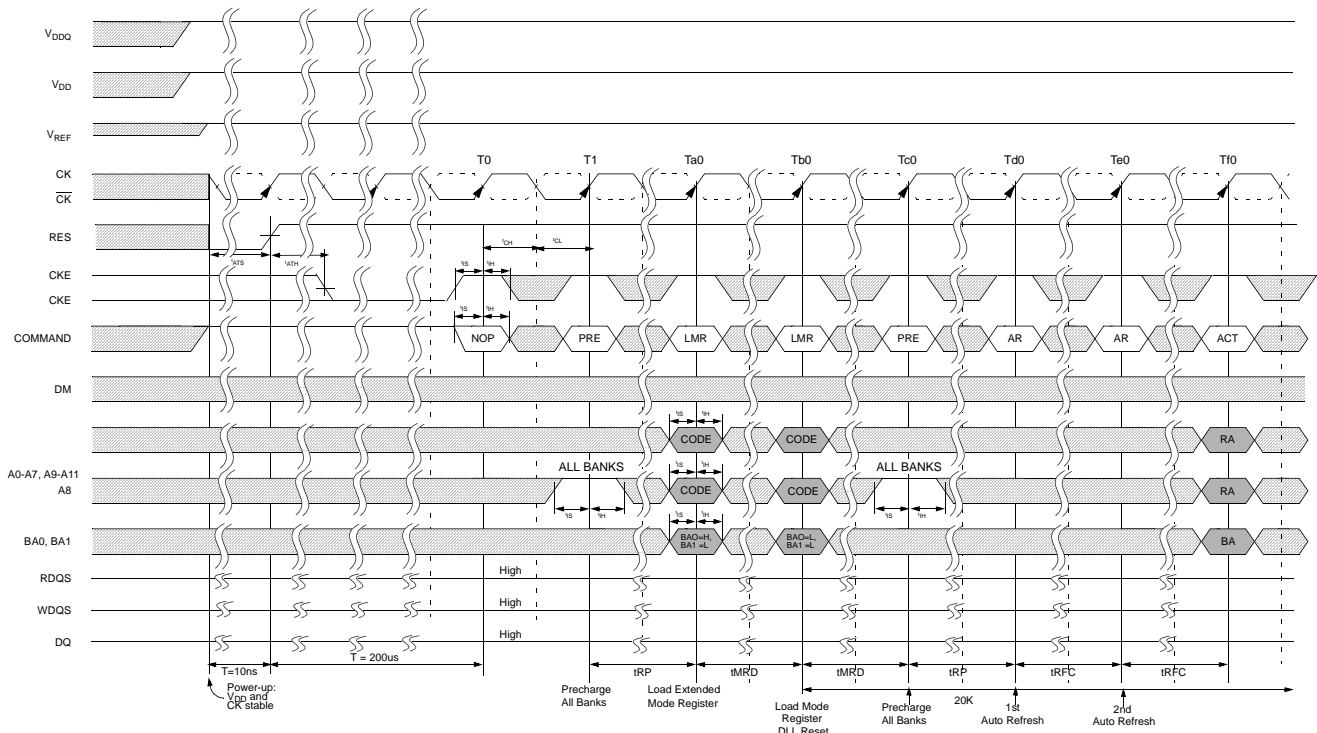 VDDQ
VDD
VREF
T0 T1 Ta0 Tb0 Tc0 Td0 Te0 Tf0
CK
CK
RES
tCH tCL
tATS tATH
CKE
tIS tIH
CKE
tIS tIH
COMMAND NOP PRE LMR LMR PRE AR AR ACT
DM
tIS tIH
CODE CODE RA
A0-A7, A9-A11 ALL BANKS tIS tIH ALL BANKS
A8 CODE CODE RA
tIS tIH tIS tIH
tIS tIH
BA0, BA1 BAO=H, BA1 =L BAO=L, BA1 =L BA
RDQS High
WDQS High
DQ High
T=10ns T = 200us tRP tMRD tMRD tRP tRFC tRFC
Power-up:
VDD and
CK stable
Precharge
All Banks
Load Extended
Mode Register
Load Mode
Register
DLL Reset
Precharge
All Banks
20K
1st
Auto Refresh
2nd
Auto Refresh